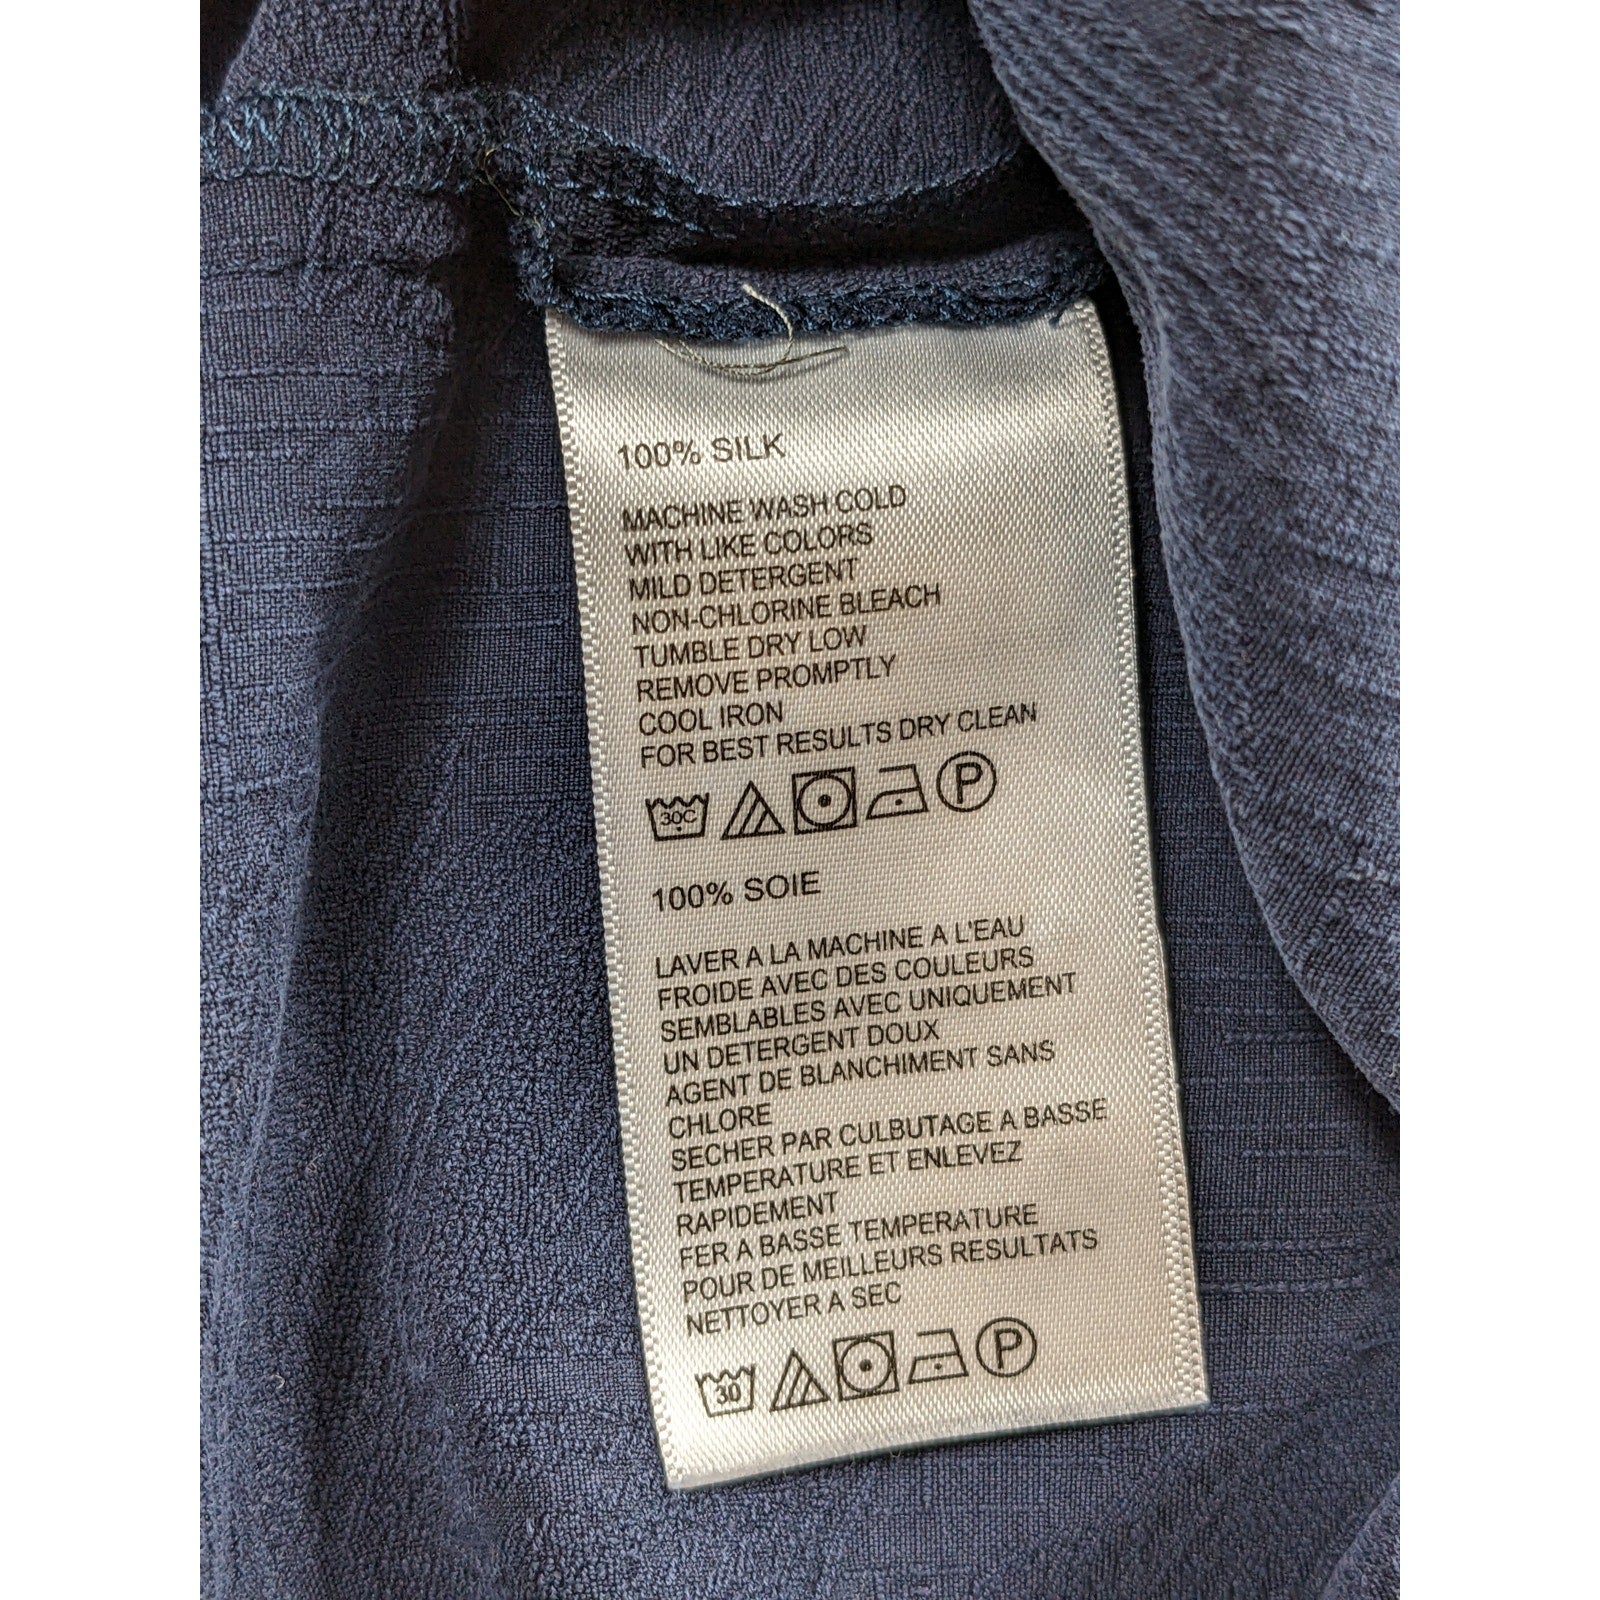 100% SILK
MACHINE WASH COLD
WITH LIKE COLORS
MILD DETERGENT
NON-CHLORINE BLEACH
TUMBLE DRY LOW
REMOVE PROMPTLY
COOL IRON
FOR BEST RESULTS DRY CLEAN
30C P
100% SOIE
LAVER A LA MACHINE A L'EAU
FROIDE AVEC DES COULEURS
SEMBLABLES AVEC UNIQUEMENT
UN DETERGENT DOUX
AGENT DE BLANCHIMENT SANS
CHLORE
SECHER PAR CULBUTAGE A BASSE
TEMPERATURE ET ENLEVEZ
RAPIDEMENT
FER A BASSE TEMPERATURE
POUR DE MEILLEURS RESULTATS
NETTOYER A SEC
30 P